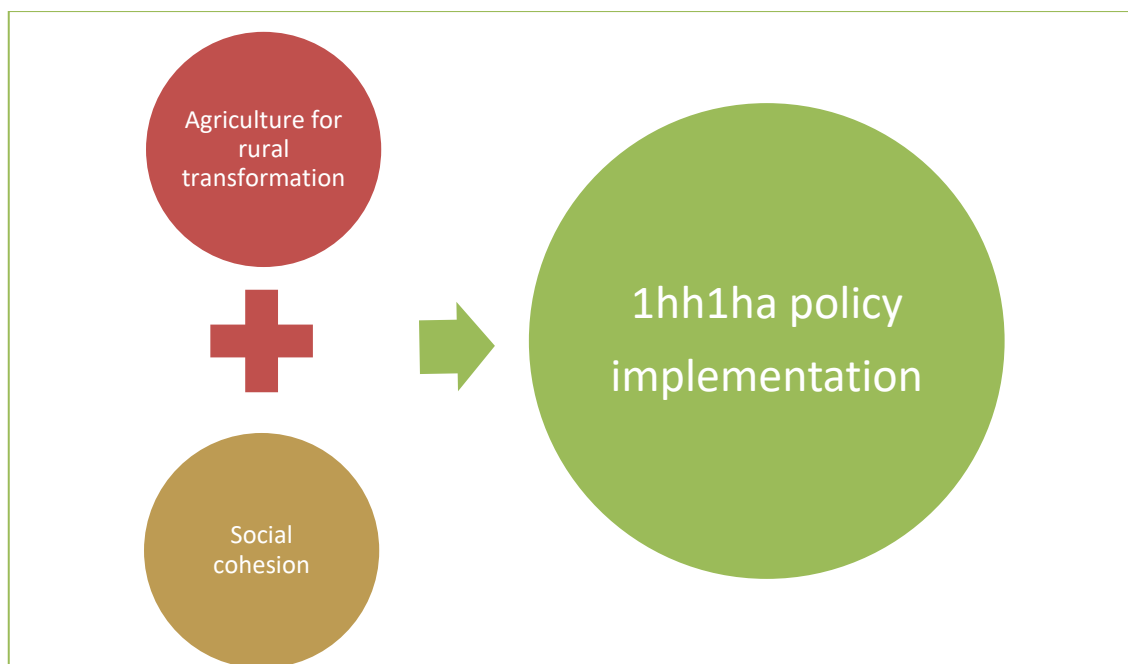 Agriculture for
rural
transformation
Social
cohesion
1hh1ha policy
implementation